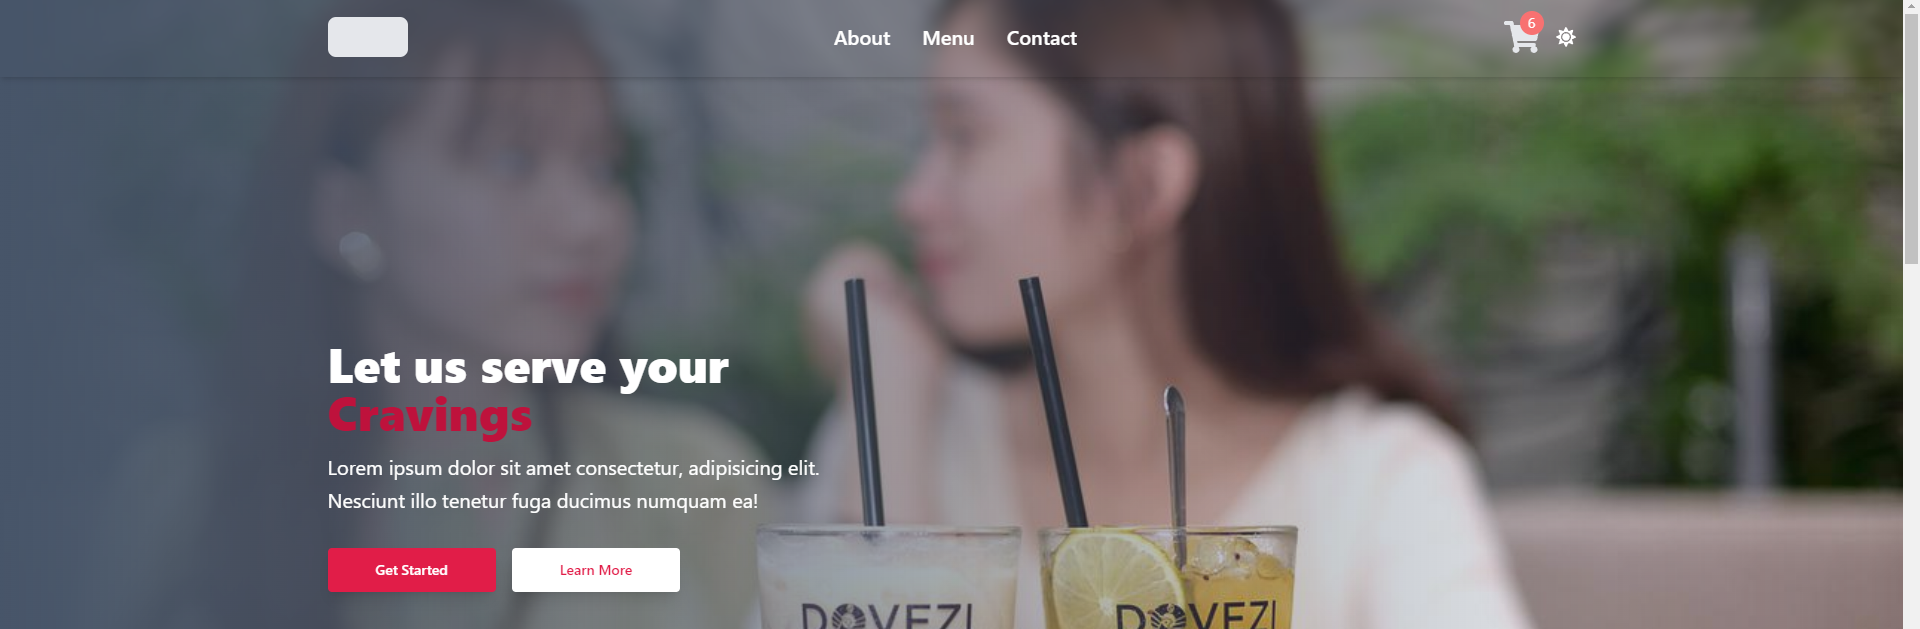 About Menu Contact 6
Let us serve your
Cravings
Lorem ipsum dolor sit amet consectetur, adipisicing elit.
Nesciunt illo tenetur fuga ducimus numquam ea!
Get Started Learn More
DOVEZI DOVEZI